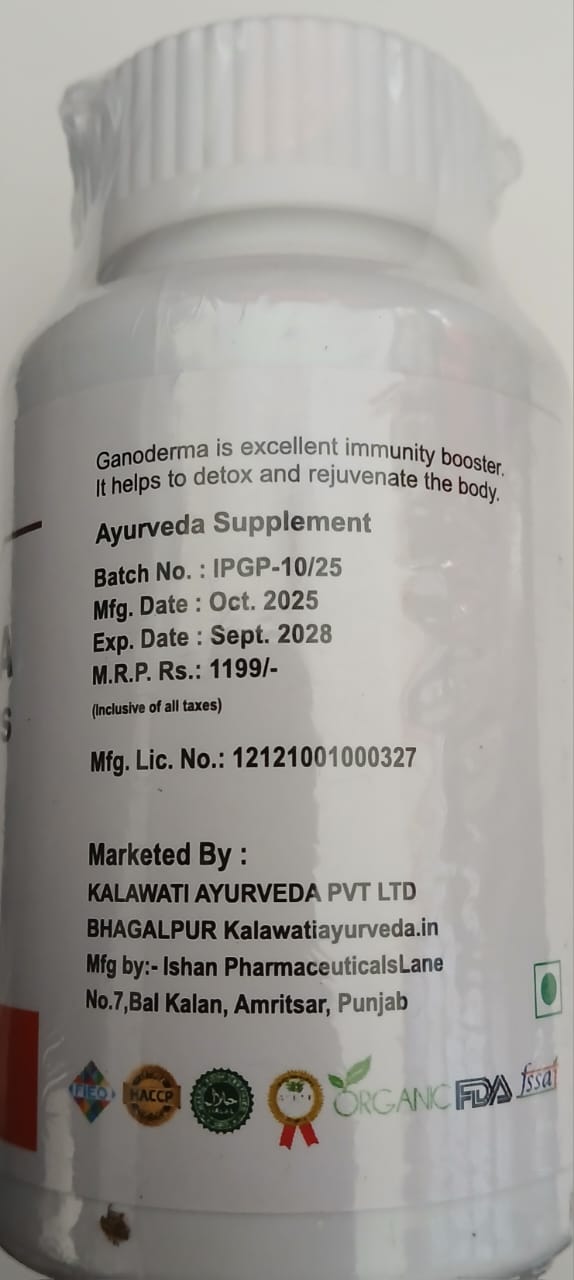 Ganoderma is excellent immunity booster.
It helps to detox and rejuvenate the body.
Ayurveda Supplement
Batch No. : IPGP-10/25
Mfg. Date : Oct. 2025
Exp. Date : Sept. 2028
M.R.P. Rs.: 1199/-
(Inclusive of all taxes)
Mfg. Lic. No.: 12121001000327
Marketed By :
KALAWATI AYURVEDA PVT LTD
BHAGALPUR Kalawatiayurveda.in
Mfg by:- Ishan PharmaceuticalsLane
No.7,Bal Kalan, Amritsar, Punjab
FIEO HACCP حلال HALAL ORGANIC FDA fssai